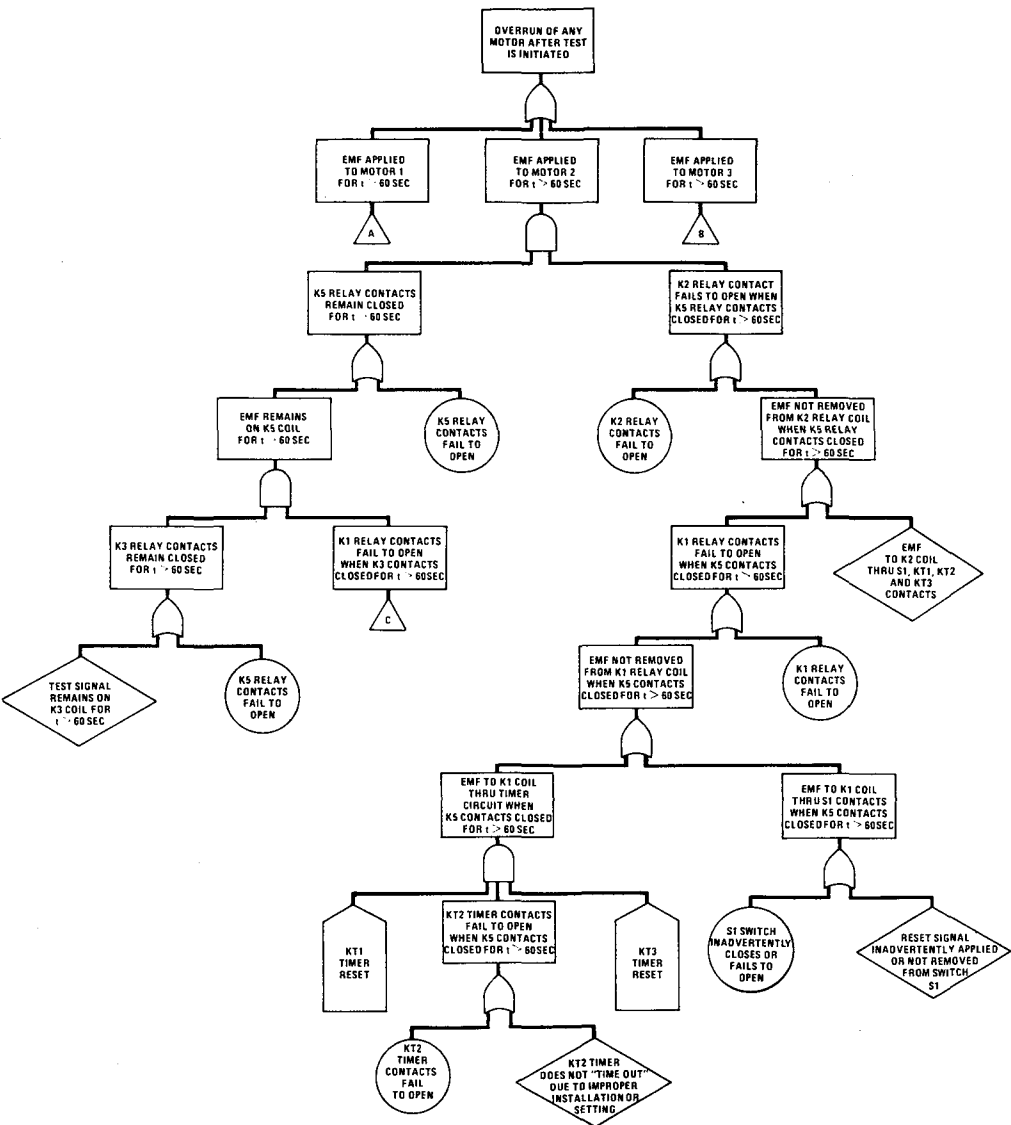 OVERRUN OF ANY
MOTOR AFTER TEST
IS INITIATED
EMF APPLIED
TO MOTOR 1
FOR t > 60 SEC
EMF APPLIED
TO MOTOR 2
FOR t > 60 SEC
EMF APPLIED
TO MOTOR 3
FOR t > 60 SEC
A
B
K5 RELAY CONTACTS
REMAIN CLOSED
FOR t > 60 SEC
K2 RELAY CONTACT
FAILS TO OPEN WHEN
K5 RELAY CONTACTS
CLOSED FOR t > 60 SEC
EMF REMAINS
ON K5 COIL
FOR t > 60 SEC
K5 RELAY
CONTACTS
FAIL TO
OPEN
K2 RELAY
CONTACTS
FAIL TO
OPEN
EMF NOT REMOVED
FROM K2 RELAY COIL
WHEN K5 RELAY
CONTACTS CLOSED
FOR t > 60 SEC
K3 RELAY CONTACTS
REMAIN CLOSED
FOR t > 60 SEC
K1 RELAY CONTACTS
FAIL TO OPEN
WHEN K3 CONTACTS
CLOSED FOR t > 60 SEC
C
K1 RELAY CONTACTS
FAIL TO OPEN
WHEN K5 CONTACTS
CLOSED FOR t > 60 SEC
EMF
TO K2 COIL
THRU S1, KT1, KT2
AND KT3
CONTACTS
TEST SIGNAL
REMAINS ON
K3 COIL FOR
t > 60 SEC
K5 RELAY
CONTACTS
FAIL TO
OPEN
EMF NOT REMOVED
FROM K1 RELAY COIL
WHEN K5 CONTACTS
CLOSED FOR t > 60 SEC
K1 RELAY
CONTACTS
FAIL TO
OPEN
EMF TO K1 COIL
THRU TIMER
CIRCUIT WHEN
K5 CONTACTS CLOSED
FOR t > 60 SEC
EMF TO K1 COIL
THRU S1 CONTACTS
WHEN K5 CONTACTS
CLOSED FOR t > 60 SEC
KT1
TIMER
RESET
KT2 TIMER CONTACTS
FAIL TO OPEN
WHEN K5 CONTACTS
CLOSED FOR t > 60 SEC
KT3
TIMER
RESET
S1 SWITCH
INADVERTENTLY
CLOSES OR
FAILS TO
OPEN
RESET SIGNAL
INADVERTENTLY APPLIED
OR NOT REMOVED
FROM SWITCH
S1
KT2
TIMER
CONTACTS
FAIL
TO OPEN
KT2 TIMER
DOES NOT "TIME OUT"
DUE TO IMPROPER
INSTALLATION OR
SETTING